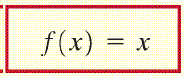 f(x) = x